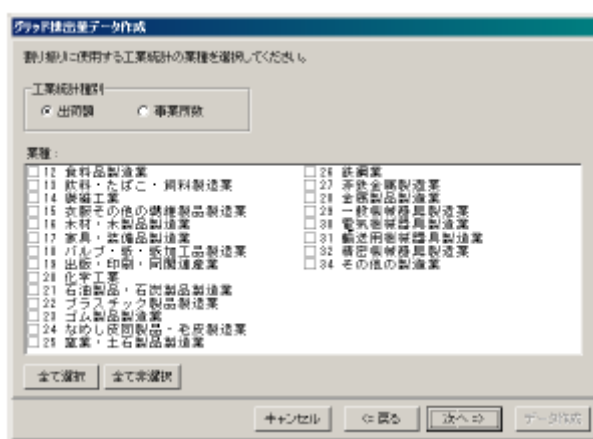 グリッド排出量データ作成
割り振りに使用する工業統計の業種を選択してください。
工業統計種別
出荷額 事業所数
業種:
12 食料品製造業
13 飲料・たばこ・飼料製造業
14 繊維工業
15 衣服その他の繊維製品製造業
16 木材・木製品製造業
17 家具・装備品製造業
18 パルプ・紙・紙加工品製造業
19 出版・印刷・同関連産業
20 化学工業
21 石油製品・石炭製品製造業
22 プラスチック製品製造業
23 ゴム製品製造業
24 なめし皮同製品・毛皮製造業
25 窯業・土石製品製造業
26 鉄鋼業
27 非鉄金属製造業
28 金属製品製造業
29 一般機械器具製造業
30 電気機械器具製造業
31 輸送用機械器具製造業
32 精密機械器具製造業
34 その他の製造業
全て選択 全て非選択
キャンセル <= 戻る 次へ => データ作成